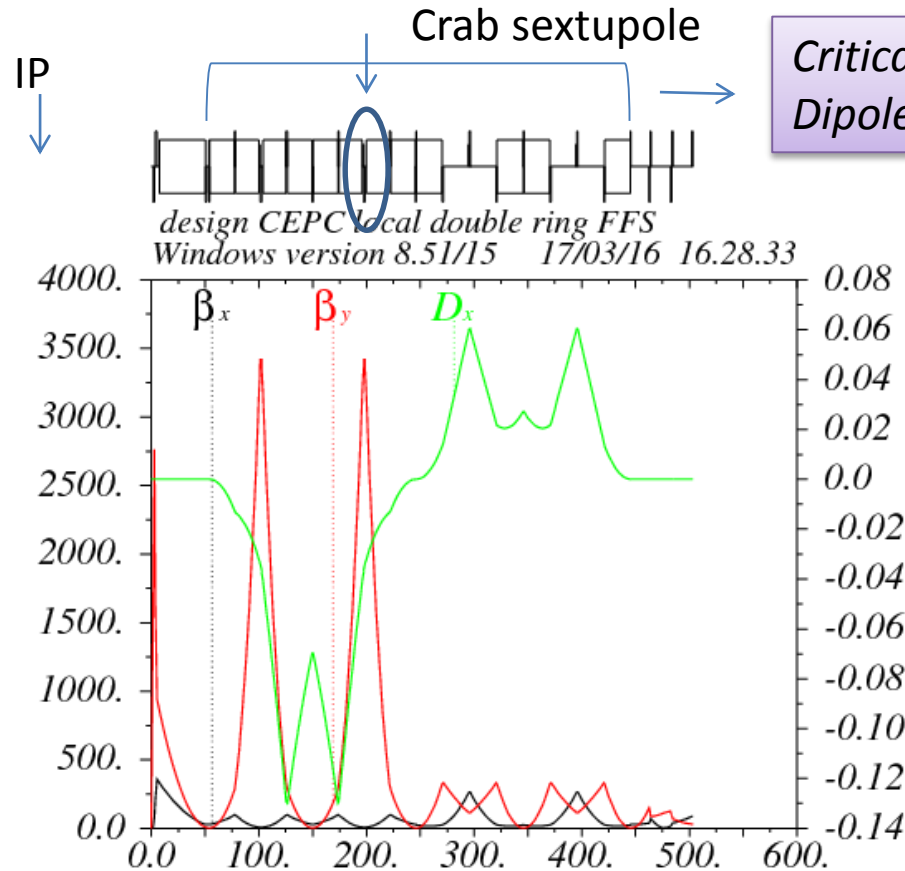 Crab sextupole
IP
Critica
Dipole
design CEPC local double ring FFS
Windows version 8.51/15 17/03/16 16.28.33
4000.
3500.
3000.
2500.
2000.
1500.
1000.
500.
0.0
βx
βy
Dx
0.08
0.06
0.04
0.02
0.0
-0.02
-0.04
-0.06
-0.08
-0.10
-0.12
-0.14
0.0 100. 200. 300. 400. 500. 600.